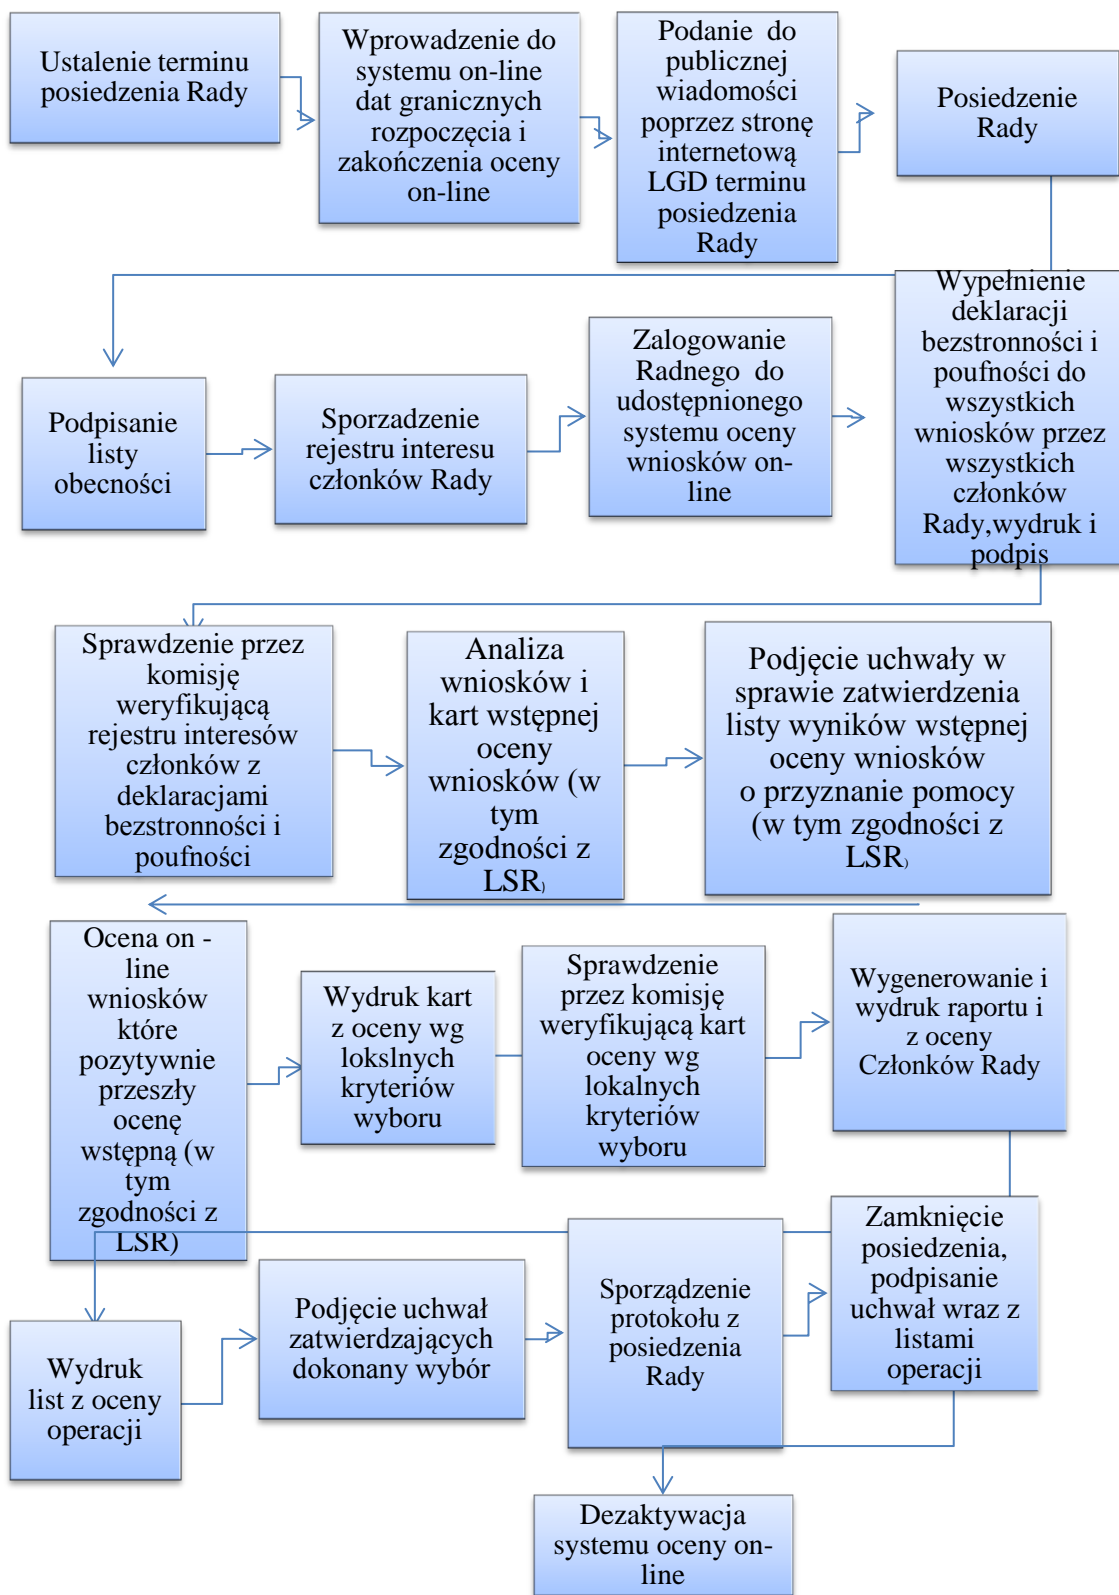 Ustalenie terminu
posiedzenia Rady
Wprowadzenie do
systemu on-line
dat granicznych
rozpoczęcia i
zakończenia oceny
on-line
Podanie do
publicznej
wiadomości
poprzez stronę
internetową
LGD terminu
posiedzenia
Rady
Posiedzenie
Rady
Podpisanie
listy
obecności
Sporzadzenie
rejestru interesu
członków Rady
Zalogowanie
Radnego do
udostępnionego
systemu oceny
wniosków on-
line
Wypełnienie
deklaracji
bezstronności i
poufności do
wszystkich
wniosków przez
wszystkich
członków
Rady,wydruk i
podpis
Sprawdzenie przez
komisję
weryfikującą
rejestru interesów
członków z
deklaracjami
bezstronności i
poufności
Analiza
wniosków i
kart wstępnej
oceny
wniosków (w
tym
zgodności z
LSR)
Podjęcie uchwały w
sprawie zatwierdzenia
listy wyników wstępnej
oceny wniosków
o przyznanie pomocy
(w tym zgodności z
LSR)
Ocena on -
line
wniosków
które
pozytywnie
przeszły
ocenę
wstępną (w
tym
zgodności z
LSR)
Wydruk kart
z oceny wg
lokslnych
kryteriów
wyboru
Sprawdzenie
przez komisję
weryfikującą kart
oceny wg
lokalnych
kryteriów
wyboru
Wygenerowanie i
wydruk raportu i
z oceny
Członków Rady
Wydruk
list z oceny
operacji
Podjęcie uchwał
zatwierdzających
dokonany wybór
Sporządzenie
protokołu z
posiedzenia
Rady
Zamknięcie
posiedzenia,
podpisanie
uchwał wraz z
listami
operacji
Dezaktywacja
systemu oceny on-
line